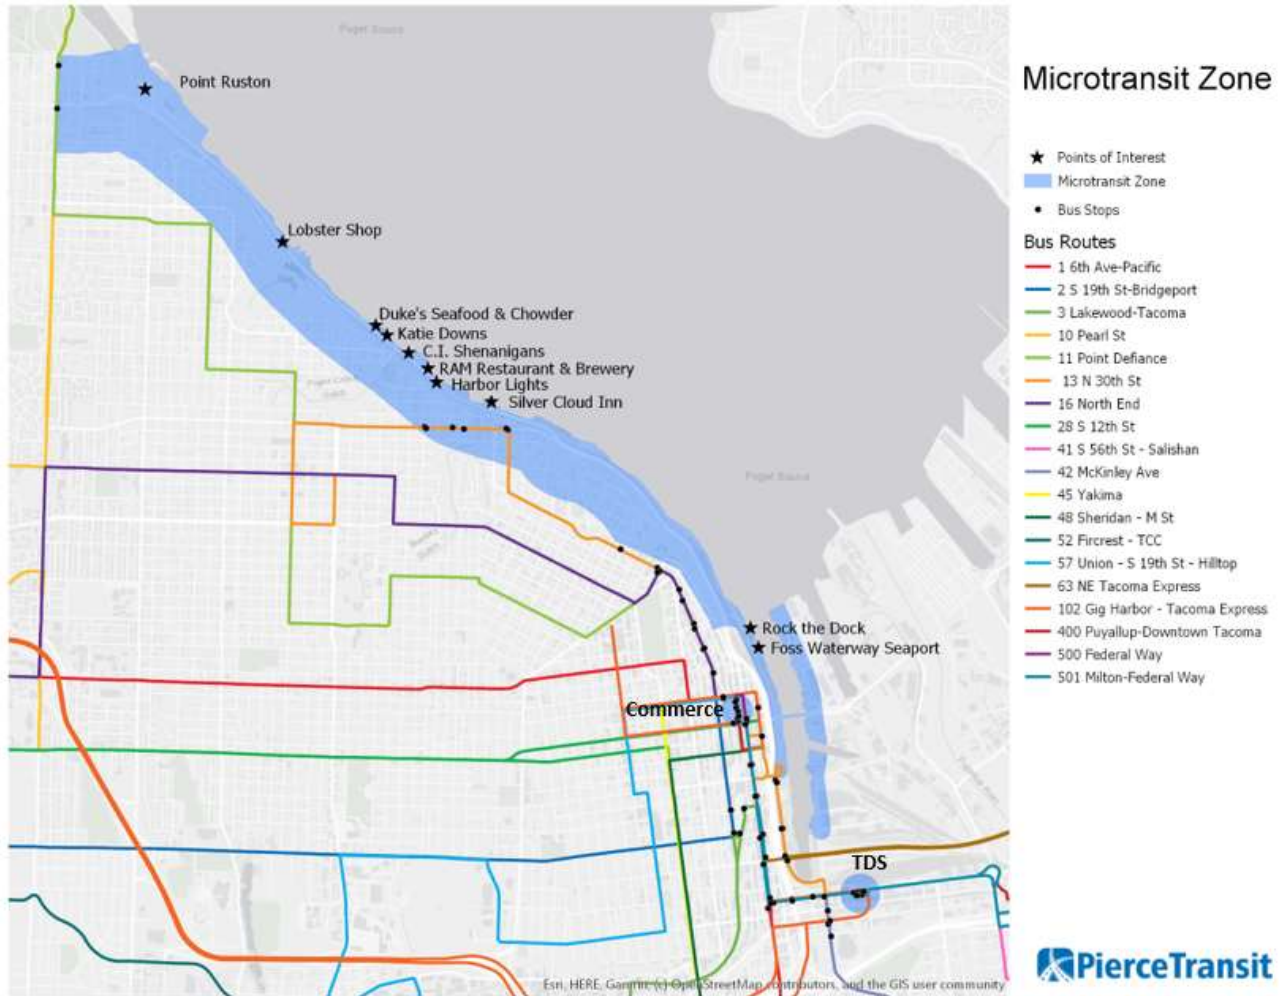 Puget Sound
Point Ruston
Lobster Shop
Duke's Seafood & Chowder
Katie Downs
C.I. Shenanigans
RAM Restaurant & Brewery
Harbor Lights
Silver Cloud Inn
Puget Sound
Rock the Dock
Foss Waterway Seaport
Commerce
TDS
Esri, HERE, Garmin, (c) OpenStreetMap contributors, and the GIS user community
Microtransit Zone
Points of Interest
Microtransit Zone
Bus Stops
Bus Routes
1 6th Ave-Pacific
2 S 19th St-Bridgeport
3 Lakewood-Tacoma
10 Pearl St
11 Point Defiance
13 N 30th St
16 North End
28 S 12th St
41 S 56th St - Salishan
42 McKinley Ave
45 Yakima
48 Sheridan - M St
52 Fircrest - TCC
57 Union - S 19th St - Hilltop
63 NE Tacoma Express
102 Gig Harbor - Tacoma Express
400 Puyallup-Downtown Tacoma
500 Federal Way
501 Milton-Federal Way
PierceTransit